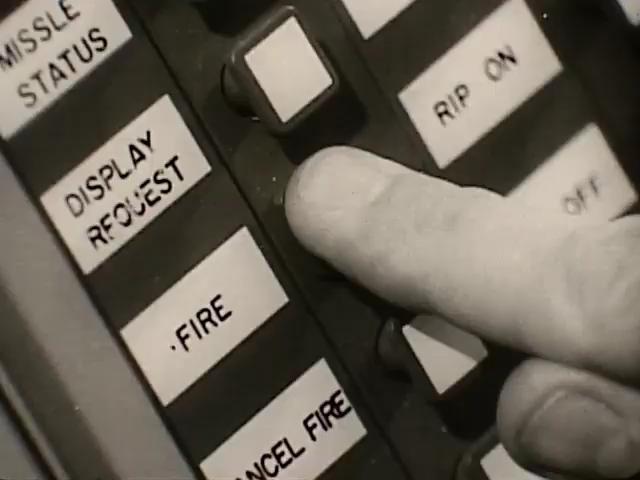 MISSLE
STATUS
DISPLAY
REQUEST
.FIRE
ANCEL FIRE
RIP ON
OFF